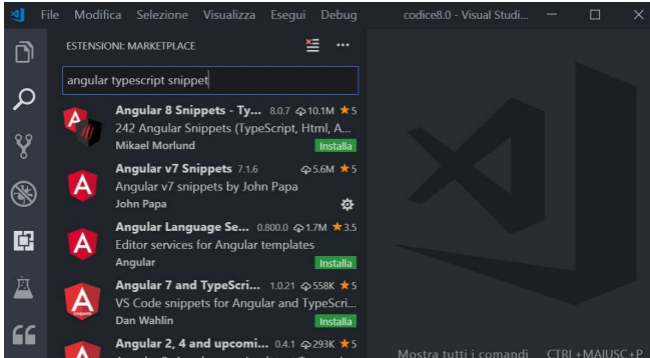 File Modifica Selezione Visualizza Esegui Debug codice8.0 - Visual Studi...
ESTENSIONI: MARKETPLACE
angular typescript snippet
Angular 8 Snippets - Ty... 8.0.7 10.1M 5
242 Angular Snippets (TypeScript, Html, A...
Mikael Morlund Installa
Angular v7 Snippets 7.1.6 5.6M 5
Angular v7 snippets by John Papa
John Papa
Angular Language Se... 0.800.0 1.7M 3.5
Editor services for Angular templates
Angular Installa
Angular 7 and TypeScri... 1.0.21 558K 5
VS Code snippets for Angular and TypeScri...
Dan Wahlin Installa
Angular 2, 4 and upcomi... 0.4.1 293K 5
Mostra tutti i comandi CTRL+MAIUSC+P